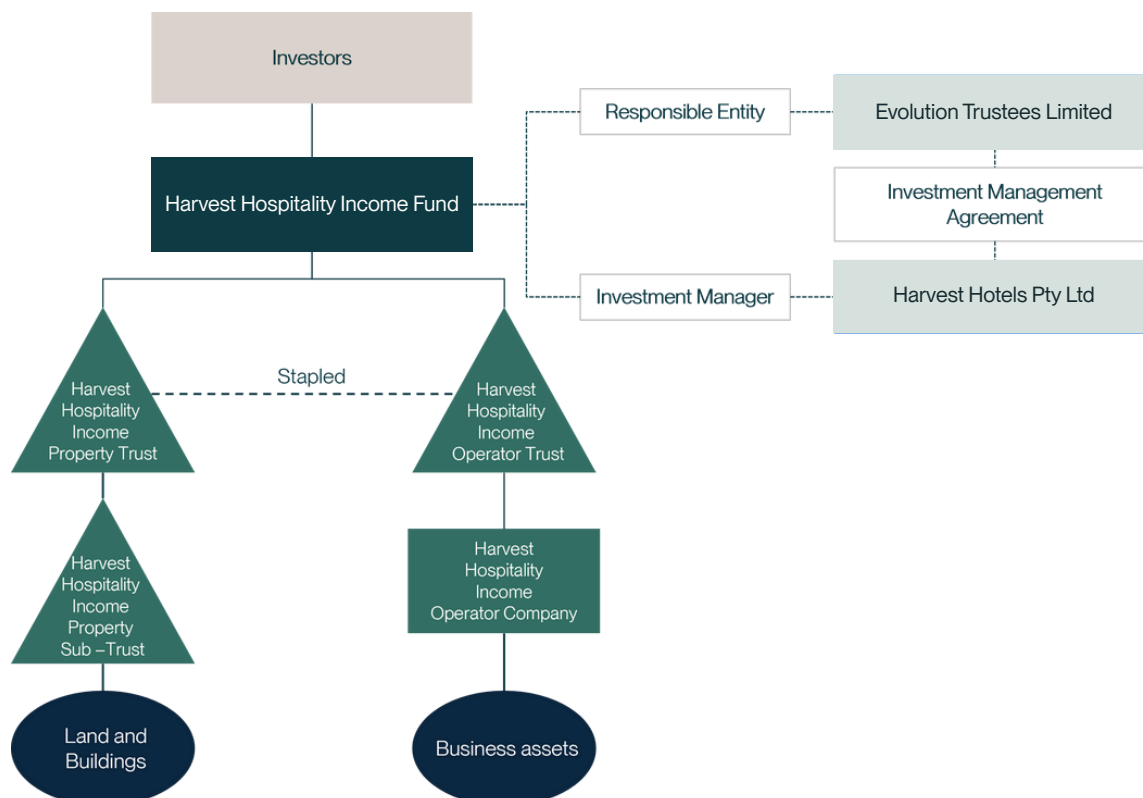 Investors
Responsible Entity
Evolution Trustees Limited
Harvest Hospitality Income Fund
Investment Management
Agreement
Investment Manager
Harvest Hotels Pty Ltd
Stapled
Harvest
Hospitality
Income
Property Trust
Harvest
Hospitality
Income
Operator Trust
Harvest
Hospitality
Income
Property
Sub –Trust
Harvest
Hospitality
Income
Operator Company
Land and
Buildings
Business assets